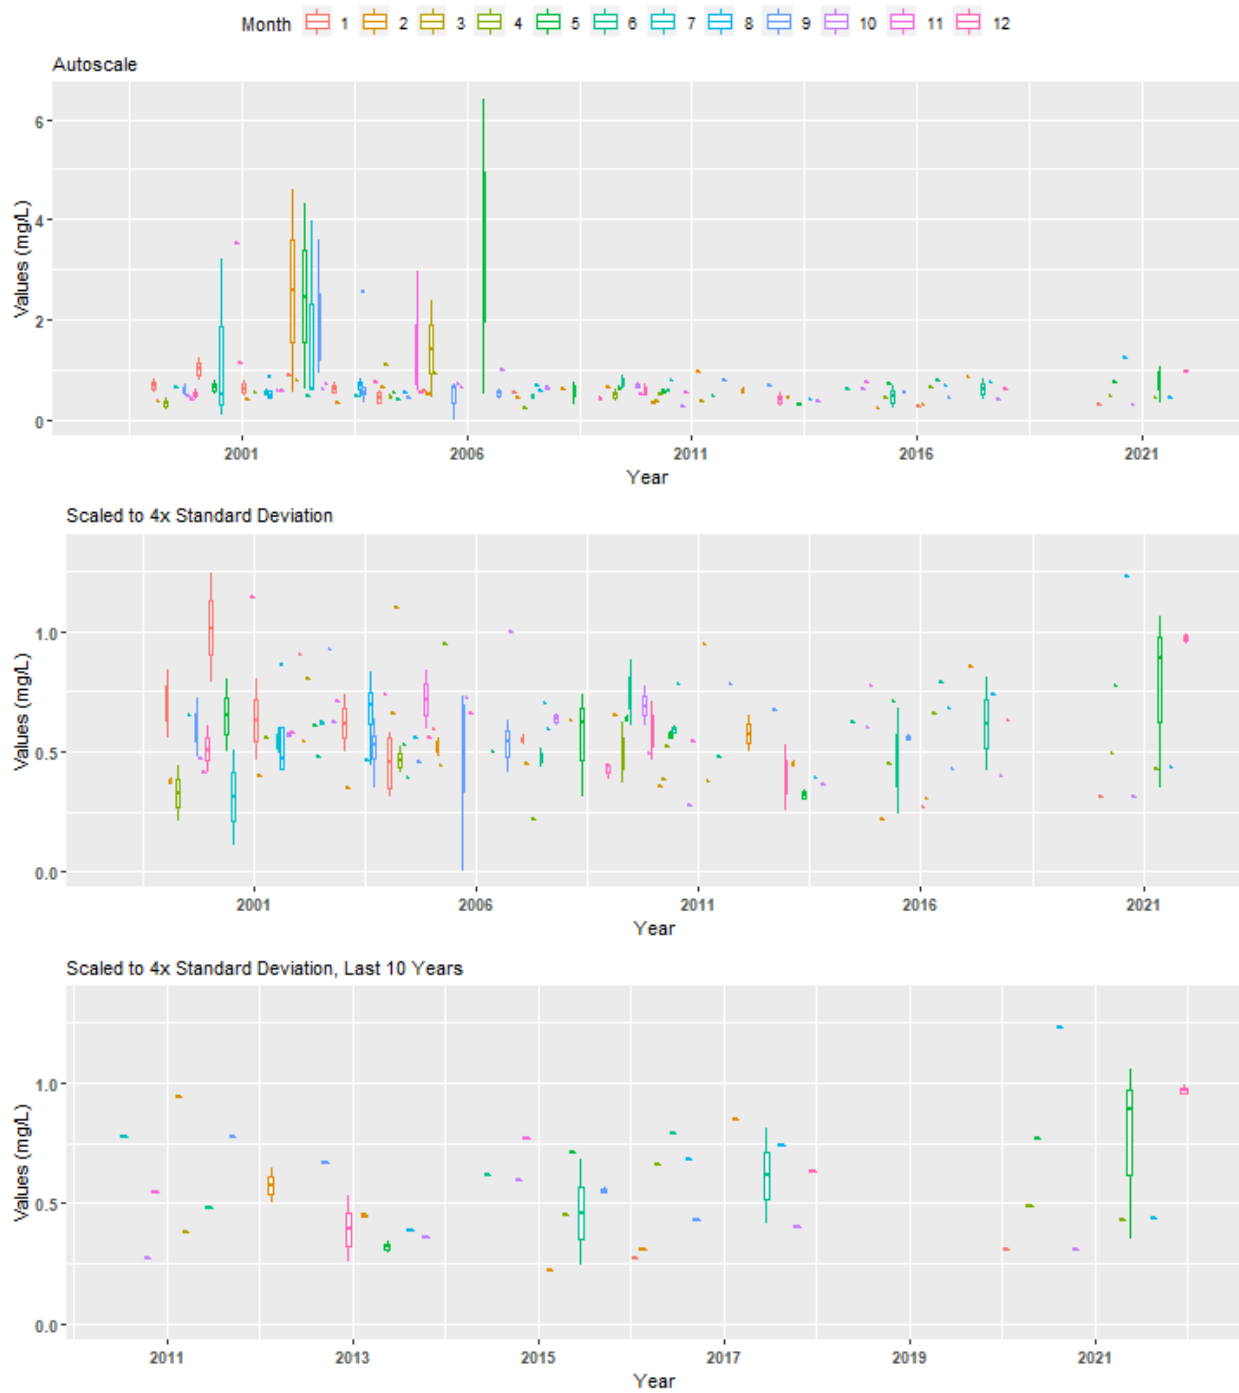 Month 1 2 3 4 5 6 7 8 9 10 11 12
Autoscale
Values (mg/L)
6
4
2
0
2001 2006 2011 2016 2021
Year
Scaled to 4x Standard Deviation
Values (mg/L)
1.0
0.5
0.0
2001 2006 2011 2016 2021
Year
Scaled to 4x Standard Deviation, Last 10 Years
Values (mg/L)
1.0
0.5
0.0
2011 2013 2015 2017 2019 2021
Year